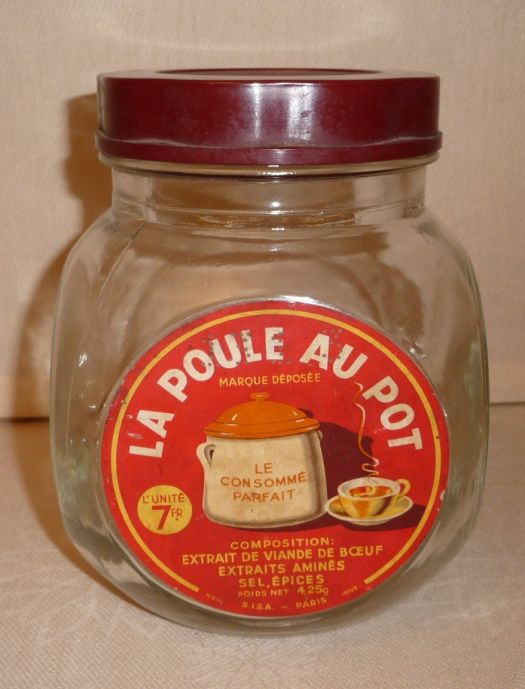 LA POULE AU POT
MARQUE DÉPOSÉE
LE
CONSOMMÉ
PARFAIT
L'UNITÉ
7FR
COMPOSITION:
EXTRAIT DE VIANDE DE BŒUF
EXTRAITS AMINÉS
SEL, ÉPICES
POIDS NET 4,25g
S.I.S.A. — PARIS